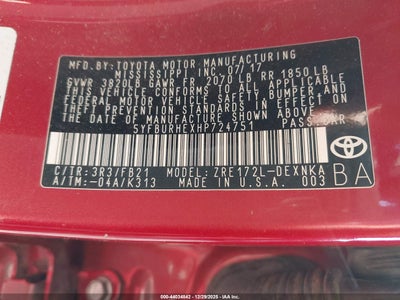 MFD.BY: TOYOTA MOTOR MANUFACTURING
MISSISSIPPI INC. 07/17
GVWR 3820LB GAWR FR 2070LB RR 1850LB
THIS VEHICLE CONFORMS TO ALL APPLICABLE
FEDERAL MOTOR VEHICLE SAFETY, BUMPER AND
THEFT PREVENTION STANDARDS IN EFFECT ON
THE DATE OF MANUFACTURE SHOWN ABOVE.
5YFBURHEXHP724751 PASS CAR
C/TR: 3R3/FB21 MODEL: ZRE172L-DEXNKA
A/TM: -04A/K313 MADE IN U.S.A. 003
TOYOTA
BA
000-44034842 - 12/29/2025 - IAAI